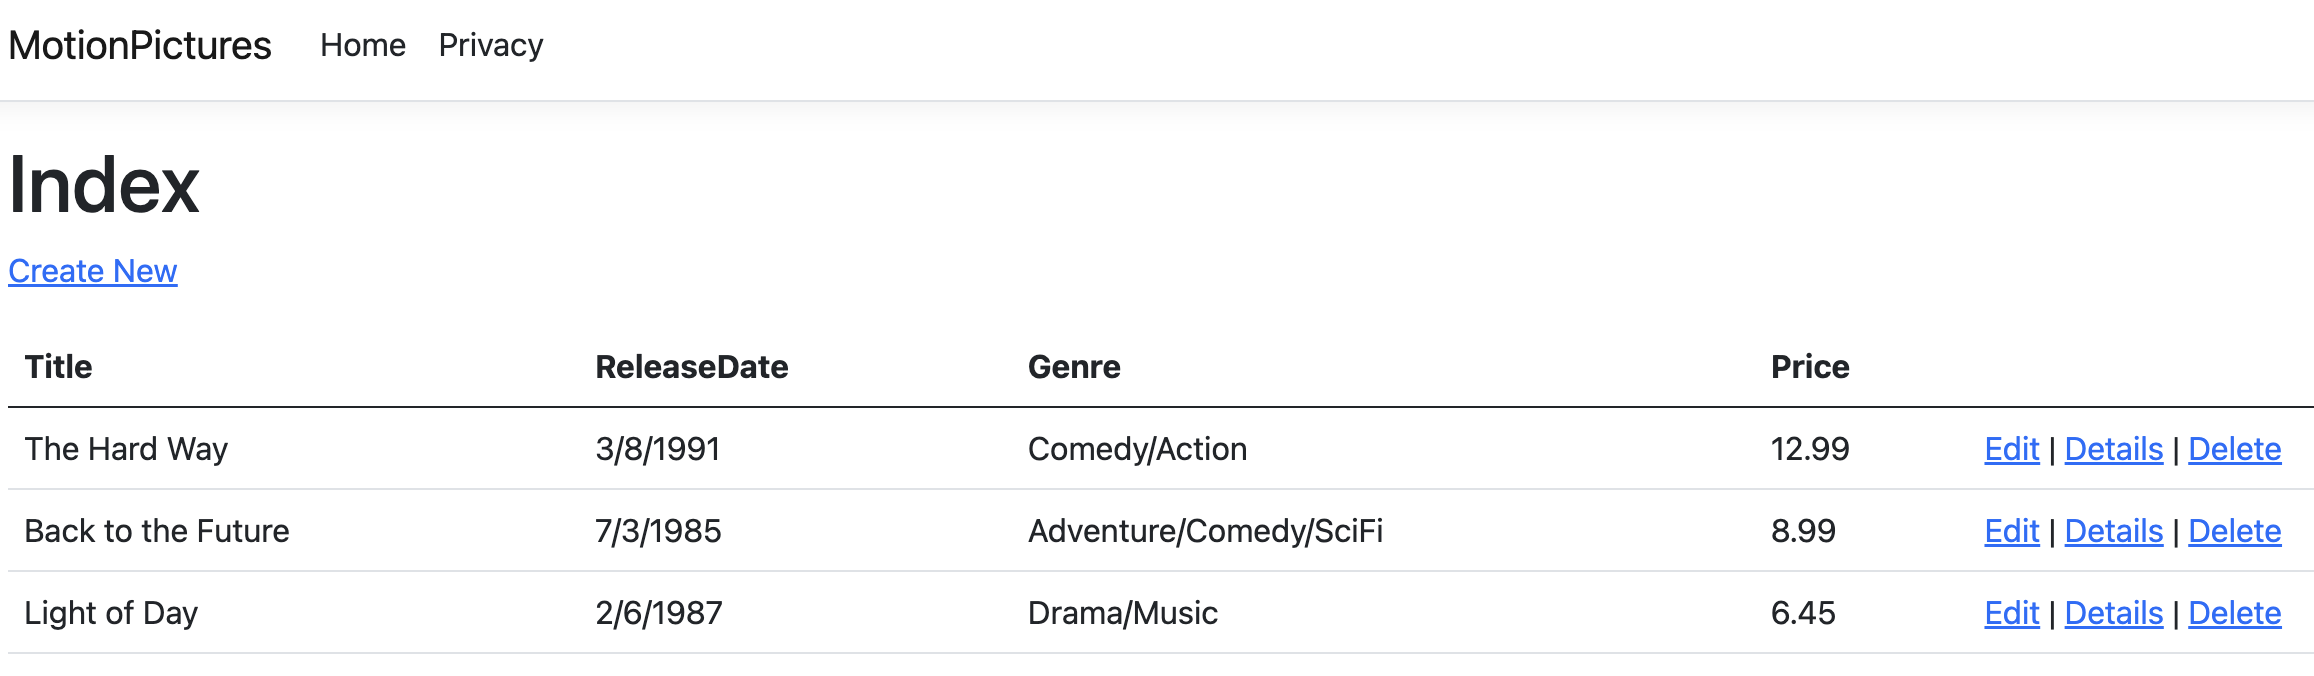 MotionPictures Home Privacy
Index
Create New
Title ReleaseDate Genre Price
The Hard Way 3/8/1991 Comedy/Action 12.99 Edit | Details | Delete
Back to the Future 7/3/1985 Adventure/Comedy/SciFi 8.99 Edit | Details | Delete
Light of Day 2/6/1987 Drama/Music 6.45 Edit | Details | Delete